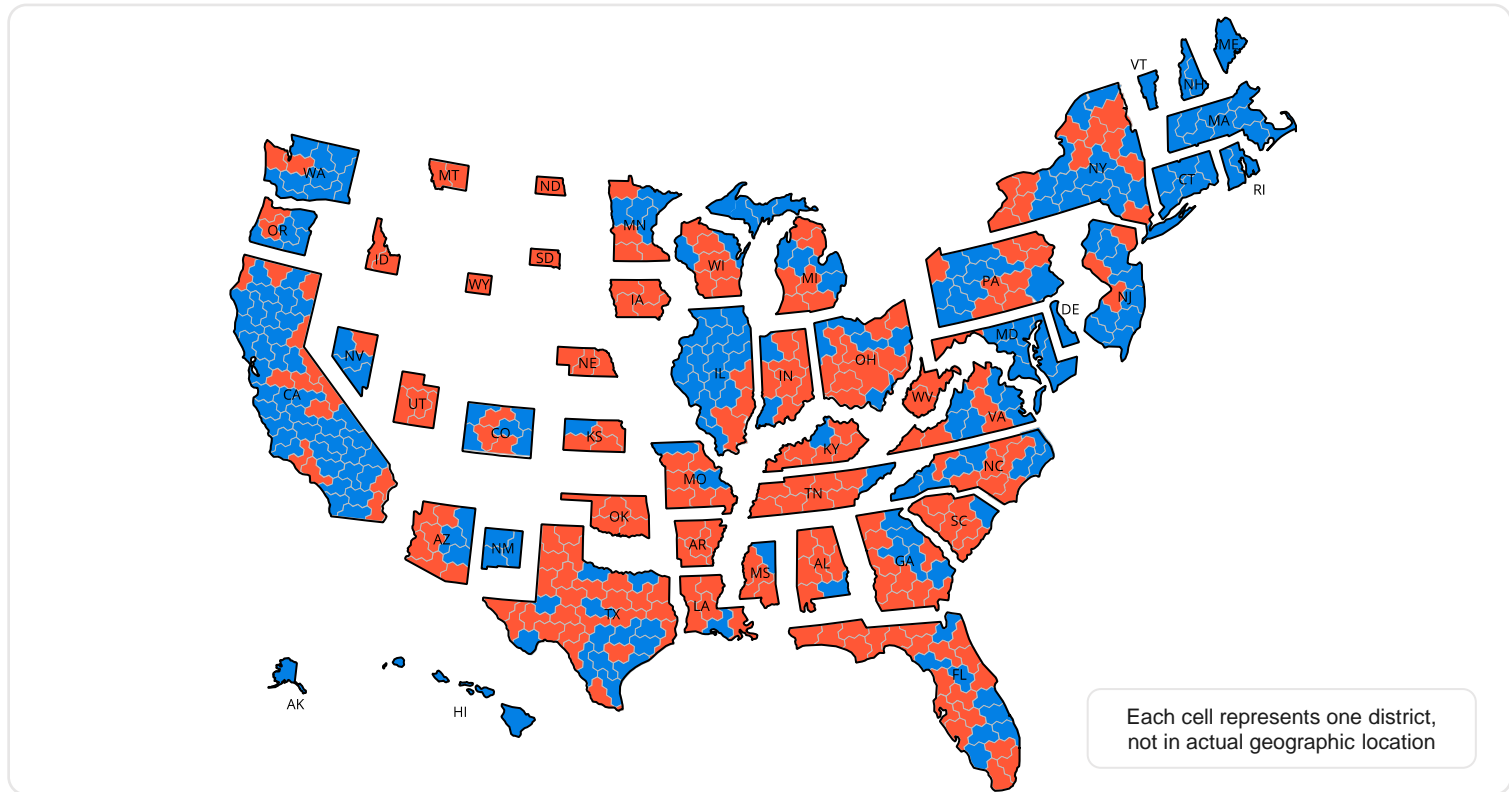 ME
VT
NH
MA
WA
MT
ND
NY
CT
RI
MN
OR
WI
ID
SD
MI
PA
WY
IA
NJ
DE
MD
NV
NE
OH
IL
IN
CA
UT
WV
VA
CO
KS
KY
NC
MO
TN
OK
SC
AZ
NM
AR
GA
MS
AL
LA
TX
FL
AK
HI
Each cell represents one district,
not in actual geographic location